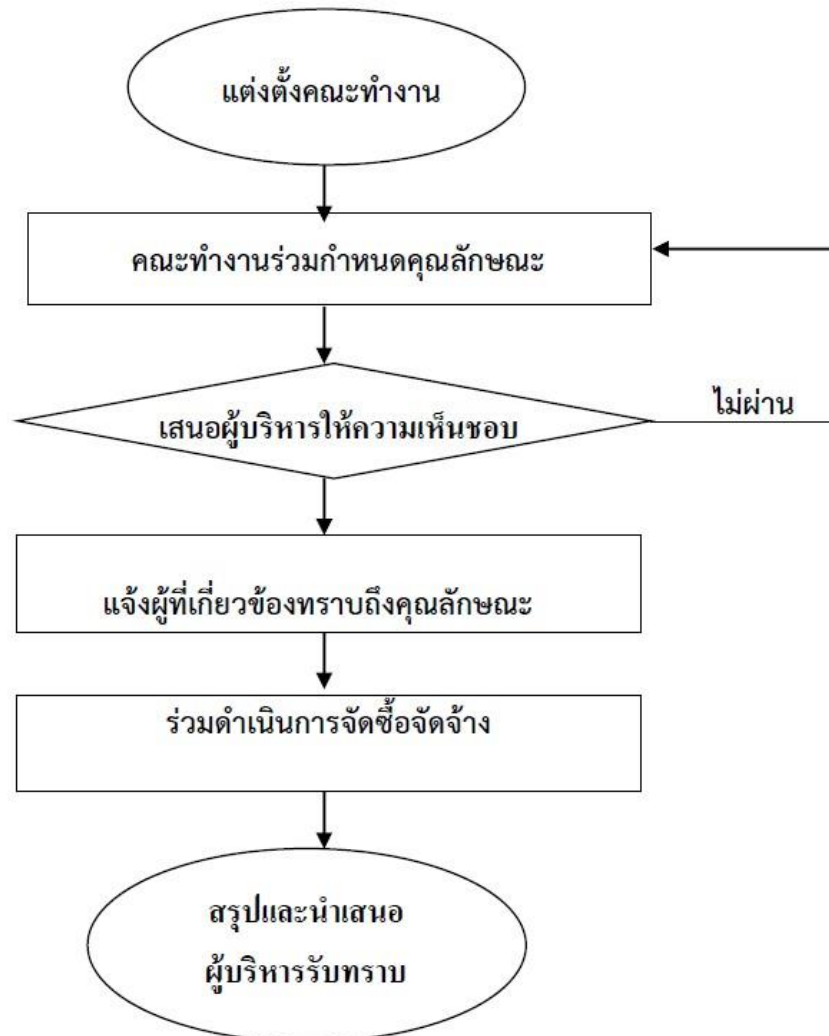 แต่งตั้งคณะทำงาน
คณะทำงานร่วมกำหนดคุณลักษณะ
เสนอผู้บริหารให้ความเห็นชอบ
ไม่ผ่าน
แจ้งผู้ที่เกี่ยวข้องทราบถึงคุณลักษณะ
ร่วมดำเนินการจัดซื้อจัดจ้าง
สรุปและนำเสนอ
ผู้บริหารรับทราบ